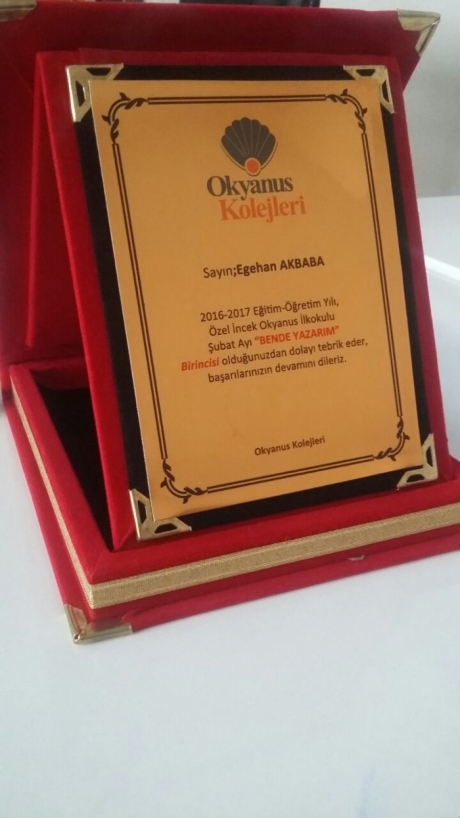 Okyanus
Kolejleri
Sayın;Egehan AKBABA
2016-2017 Eğitim-Öğretim Yılı,
Özel İncek Okyanus İlkokulu
Şubat Ayı "BENDE YAZARIM"
Birincisi olduğunuzdan dolayı tebrik eder,
başarılarınızın devamını dileriz.
Okyanus Kolejleri